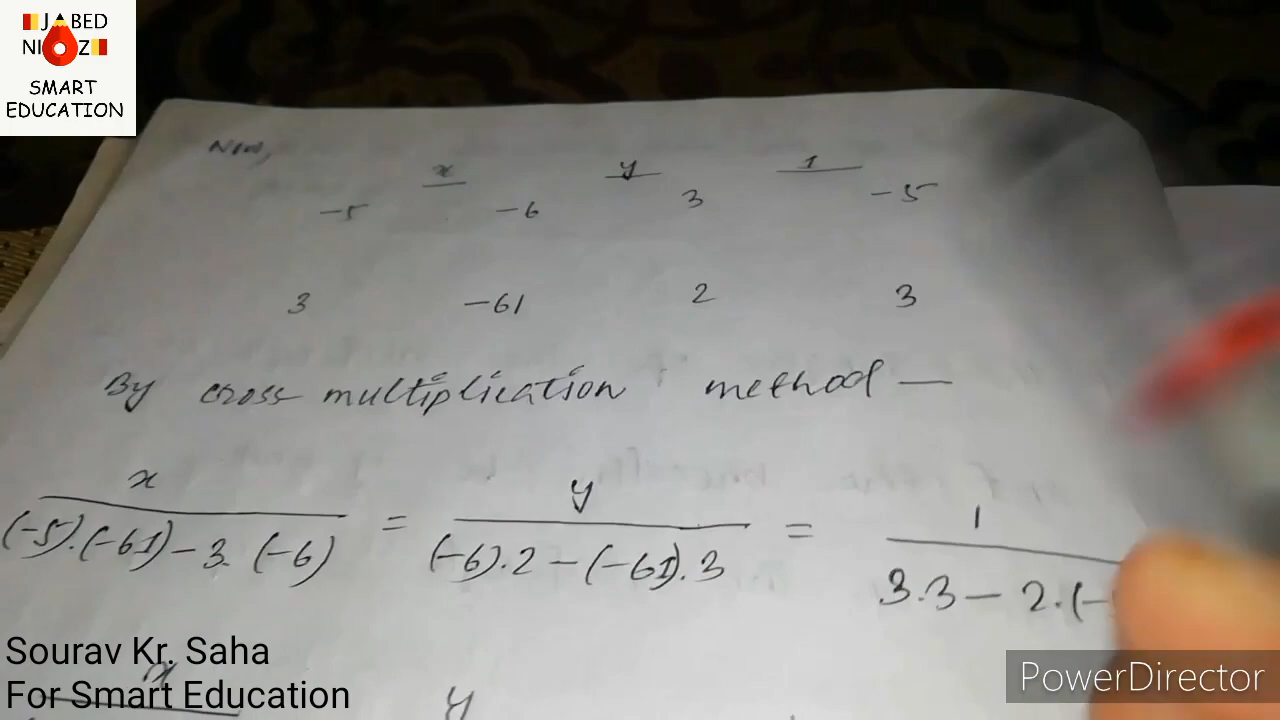 JABED
NIOZ
SMART
EDUCATION
Now,
x y 1
-5 -6 3 -5
3 -61 2 3
By cross multiplication method —
x / (-5).(-61) - 3.(-6) = y / (-6).2 - (-61).3 = 1 / 3.3 - 2.(-
x y
Sourav Kr. Saha
For Smart Education
PowerDirector